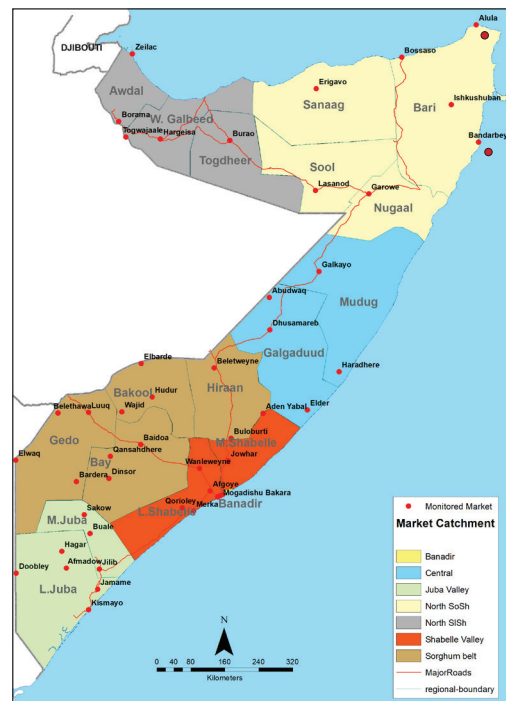 Alula
DJIBOUTI
Zeilac
Bossaso
Awdal
Erigavo
Sanaag
Bari
Ishkushuban
Borama
W. Galbeed
Togwajaale
Hargeisa
Burao
Bandarbey
Togdheer
Sool
Lasanod
Garowe
Nugaal
Galkayo
Abudwaq
Mudug
Dhusamareb
Galgaduud
Elbarde
Beletweyne
Haradhere
Bakool
Hudur
Hiraan
Belethawa
Luuq
Wajid
Aden Yabal
Elder
Gedo
Baidoa
Buloburti
M.Shabelle
Elwaq
Qansahdhere
Bay
Jowhar
Wanleweyne
Bardera
Dinsor
Afgoye
Mogadishu Bakara
Qorioley
Merka
Banadir
L.Shabelle
M.Juba
Sakow
Buale
Hagar
Doobley
Afmadow
Jilib
L.Juba
Jamame
Kismayo
N
0 40 80 160 240 320
Kilometers
Monitored Market
Market Catchment
Banadir
Central
Juba Valley
North SoSh
North SlSh
Shabelle Valley
Sorghum belt
MajorRoads
regional-boundary